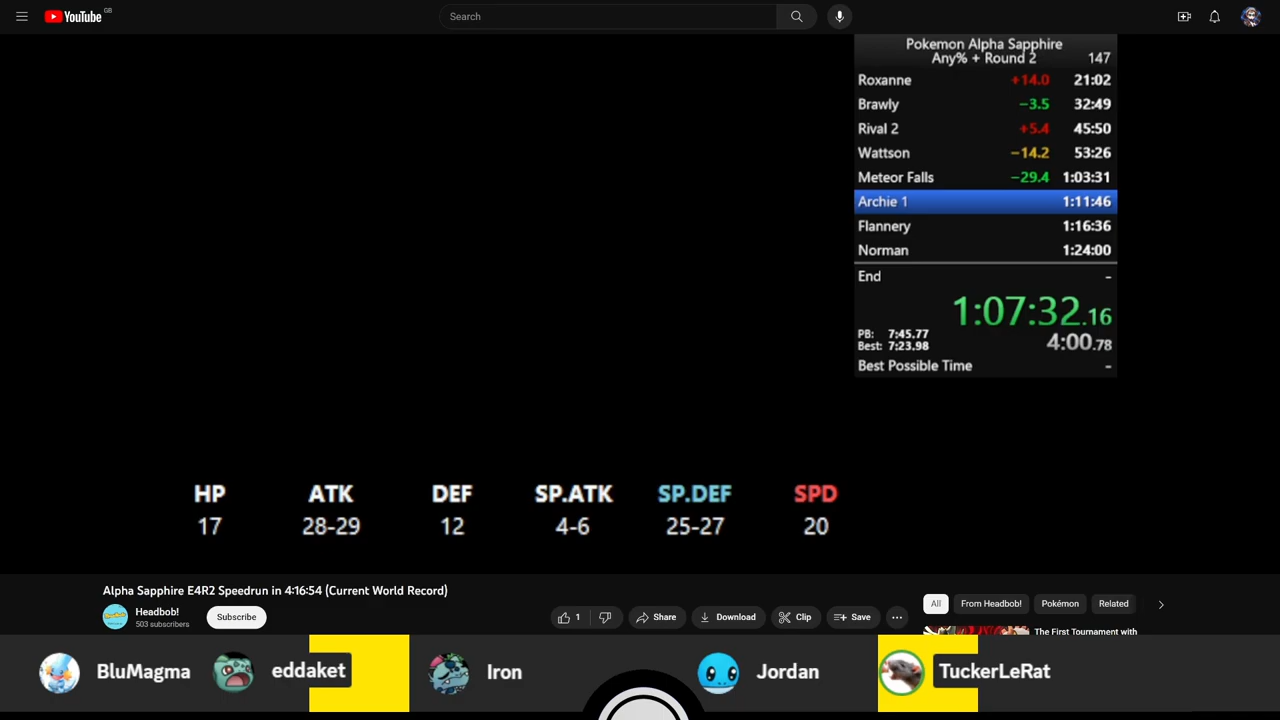 YouTube GB
Search
Pokemon Alpha Sapphire
Any% + Round 2 147
Roxanne +14.0 21:02
Brawly −3.5 32:49
Rival 2 +5.4 45:50
Wattson −14.2 53:26
Meteor Falls −29.4 1:03:31
Archie 1 1:11:46
Flannery 1:16:36
Norman 1:24:00
End -
1:07:32.16
PB: 7:45.77
Best: 7:23.98
4:00.78
Best Possible Time -
HP ATK DEF SP.ATK SP.DEF SPD
17 28-29 12 4-6 25-27 20
Alpha Sapphire E4R2 Speedrun in 4:16:54 (Current World Record)
Headbob!
503 subscribers
Subscribe
1 Share Download Clip Save
All From Headbob! Pokémon Related
The First Tournament with
BluMagma eddaket Iron Jordan TuckerLeRat